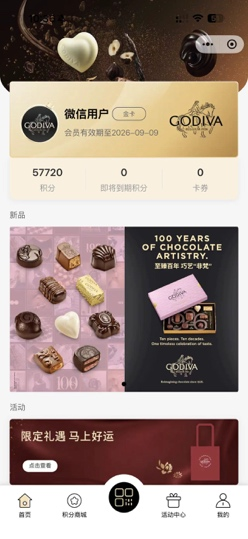 GODIVA
微信用户
金卡
会员有效期至2026-09-09
GODIVA
57720
0
0
积分
即将到期积分
卡券
新品
100 YEARS
OF CHOCOLATE
ARTISTRY.
至臻百年 巧艺“非梵”
Ten pieces, Ten decades.
One timeless celebration of taste.
GODIVA
活动
限定礼遇 马上好运
点击查看
首页
积分商城
活动中心
我的